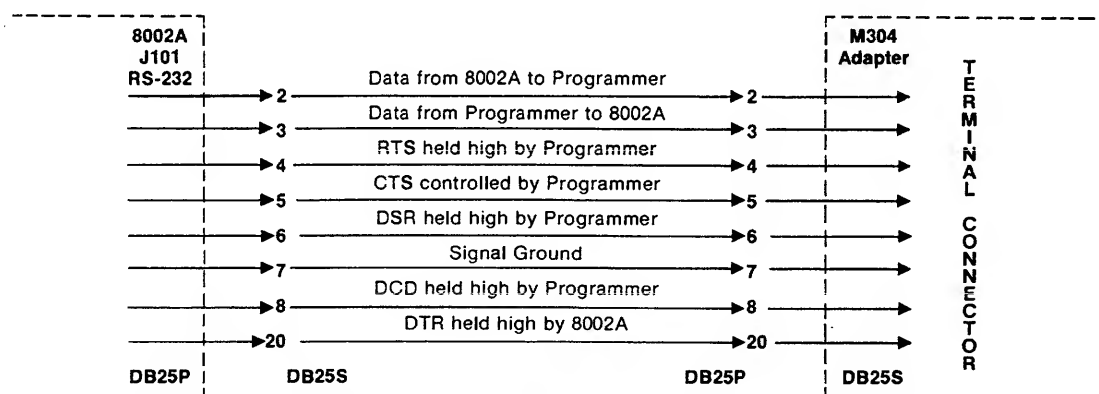 8002A
J101
RS-232
M304
Adapter
TERMINAL CONNECTOR
Data from 8002A to Programmer
2 2
Data from Programmer to 8002A
3 3
RTS held high by Programmer
4 4
CTS controlled by Programmer
5 5
DSR held high by Programmer
6 6
Signal Ground
7 7
DCD held high by Programmer
8 8
DTR held high by 8002A
20 20
DB25P DB25S DB25P DB25S